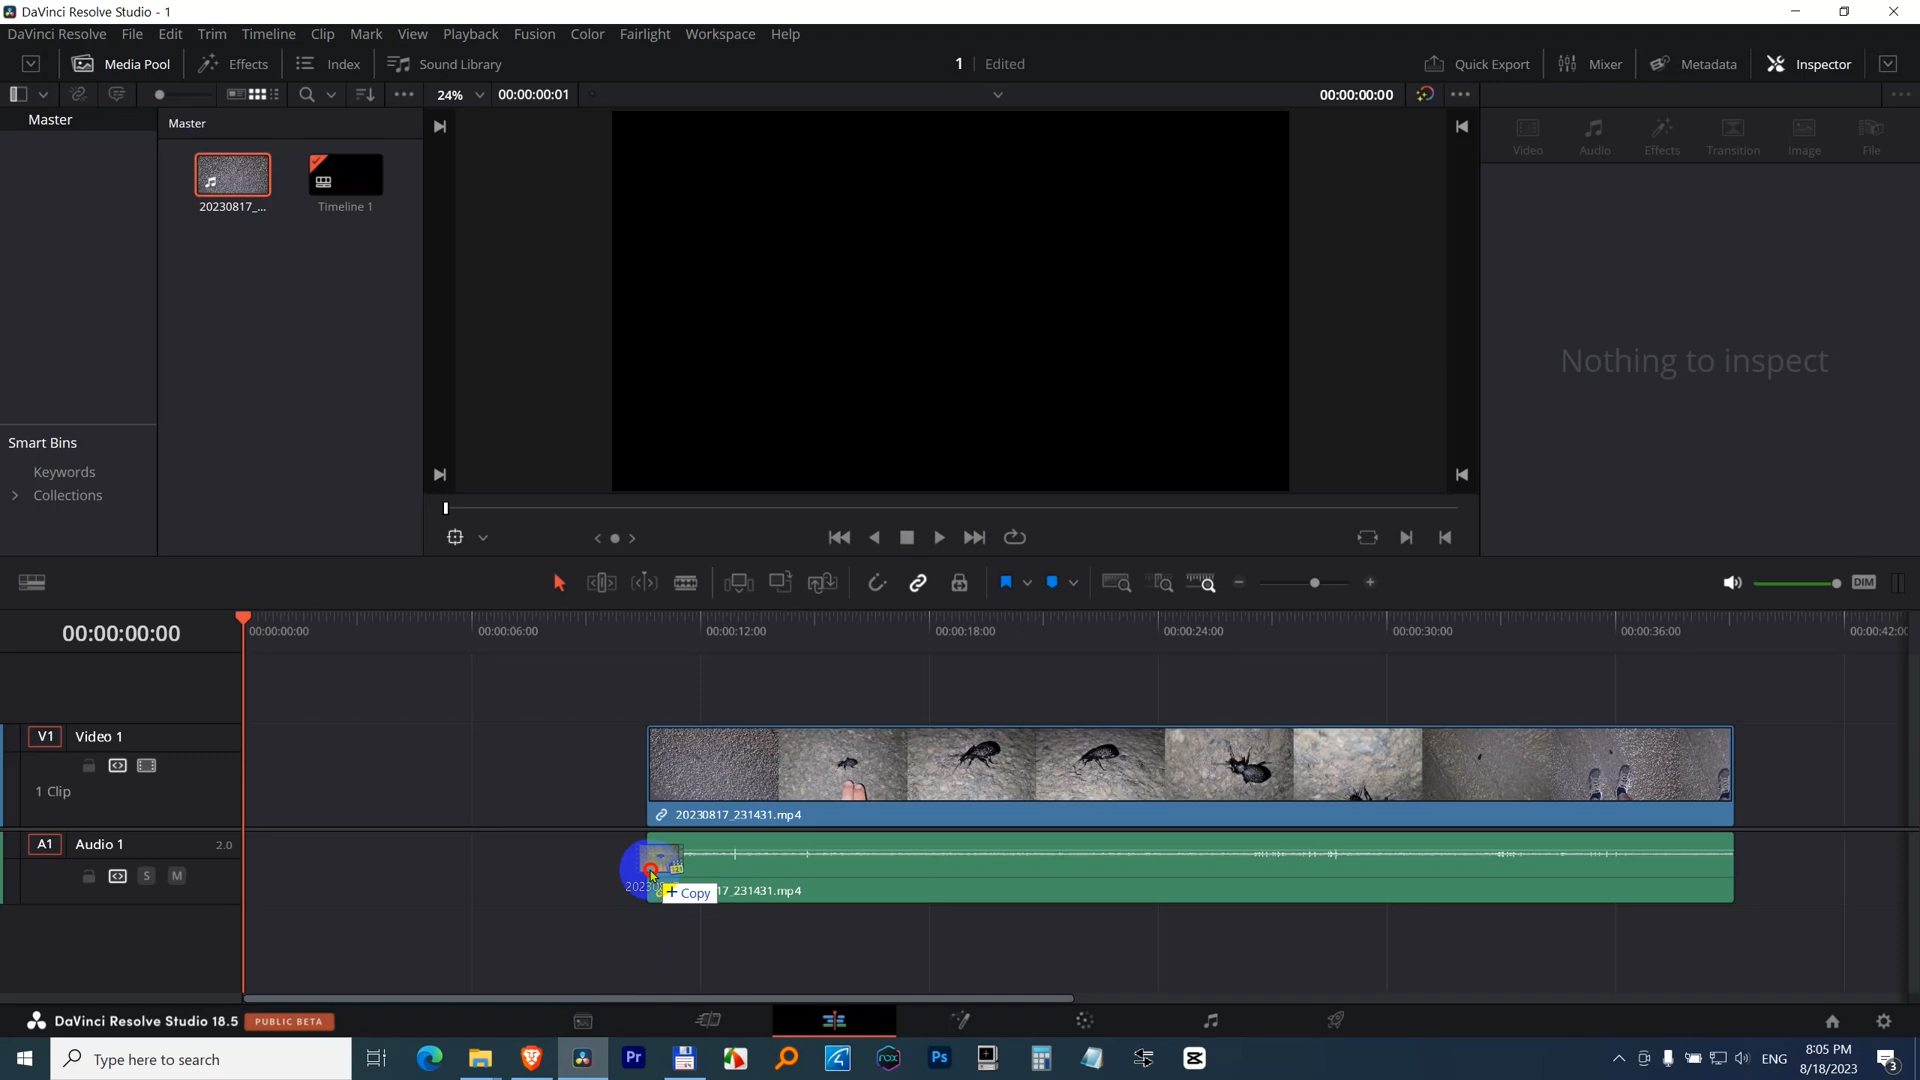 DaVinci Resolve Studio - 1
DaVinci Resolve File Edit Trim Timeline Clip Mark View Playback Fusion Color Fairlight Workspace Help
Media Pool Effects Index Sound Library 1 Edited Quick Export Mixer Metadata Inspector
24% 00:00:00:01 00:00:00:00
Master
Master
Video Audio Effects Transition Image File
20230817_... Timeline 1
Nothing to inspect
Smart Bins
Keywords
Collections
DIM
00:00:00:00
00:00:00:00 00:00:06:00 00:00:12:00 00:00:18:00 00:00:24:00 00:00:30:00 00:00:36:00 00:00:42:00
V1 Video 1
1 Clip
20230817_231431.mp4
A1 Audio 1 2.0
S M
+ Copy 17_231431.mp4
DaVinci Resolve Studio 18.5 PUBLIC BETA
Type here to search
Pr
Ps
ENG
8:05 PM
8/18/2023
3